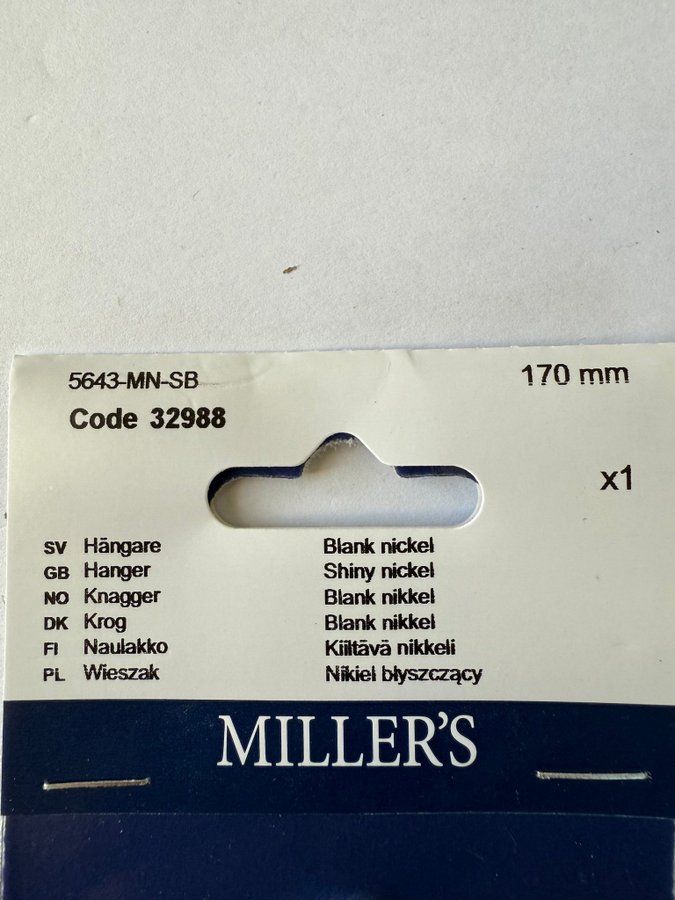 5643-MN-SB 170 mm
Code 32988
x1
SV Hängare Blank nickel
GB Hanger Shiny nickel
NO Knagger Blank nikkel
DK Krog Blank nikkel
FI Naulakko Kiiltävä nikkeli
PL Wieszak Nikiel błyszczący
MILLER'S